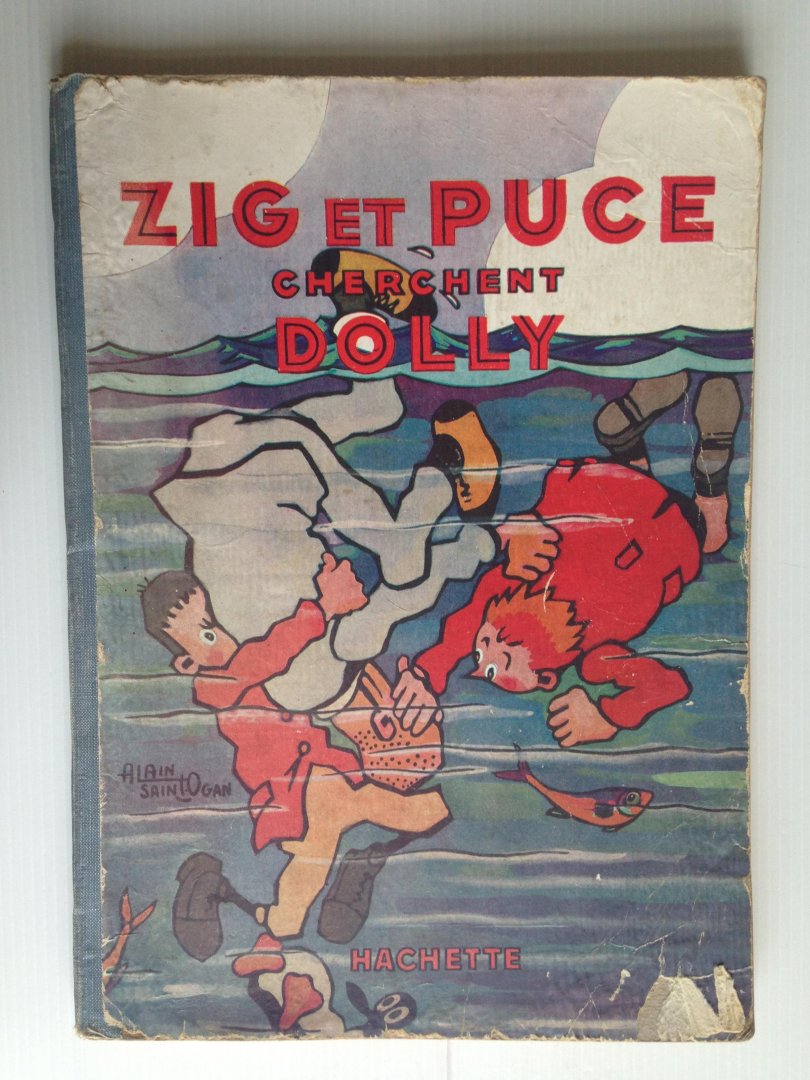 ZIG ET PUCE
CHERCHENT
DOLLY
ALAIN
SAINT-OGAN
HACHETTE